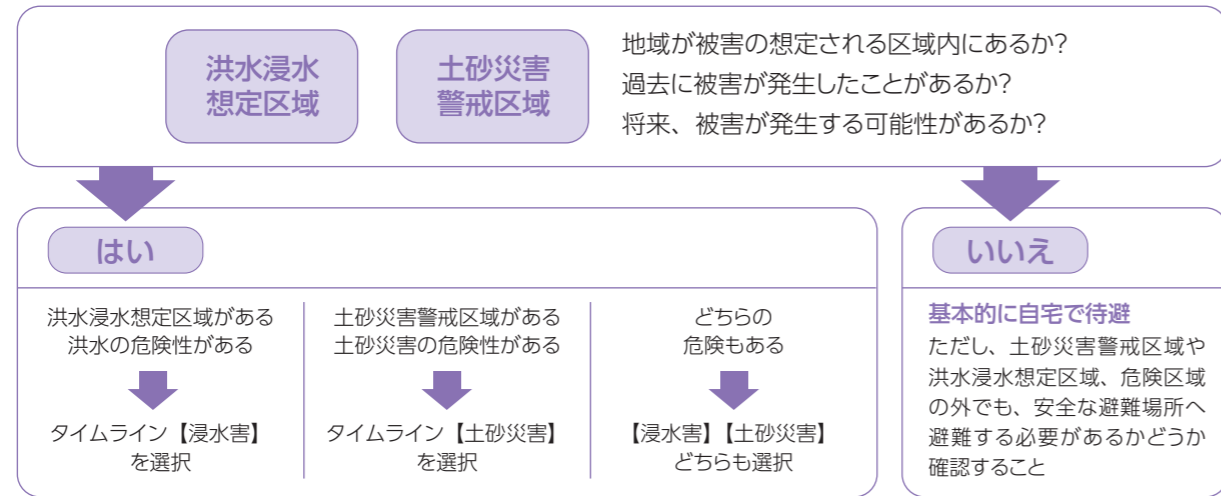 洪水浸水
想定区域
土砂災害
警戒区域
地域が被害の想定される区域内にあるか?
過去に被害が発生したことがあるか?
将来、被害が発生する可能性があるか?
はい
洪水浸水想定区域がある
洪水の危険性がある
タイムライン【浸水害】
を選択
土砂災害警戒区域がある
土砂災害の危険性がある
タイムライン【土砂災害】
を選択
どちらの
危険もある
【浸水害】【土砂災害】
どちらも選択
いいえ
基本的に自宅で待避
ただし、土砂災害警戒区域や
洪水浸水想定区域、危険区域
の外でも、安全な避難場所へ
避難する必要があるかどうか
確認すること